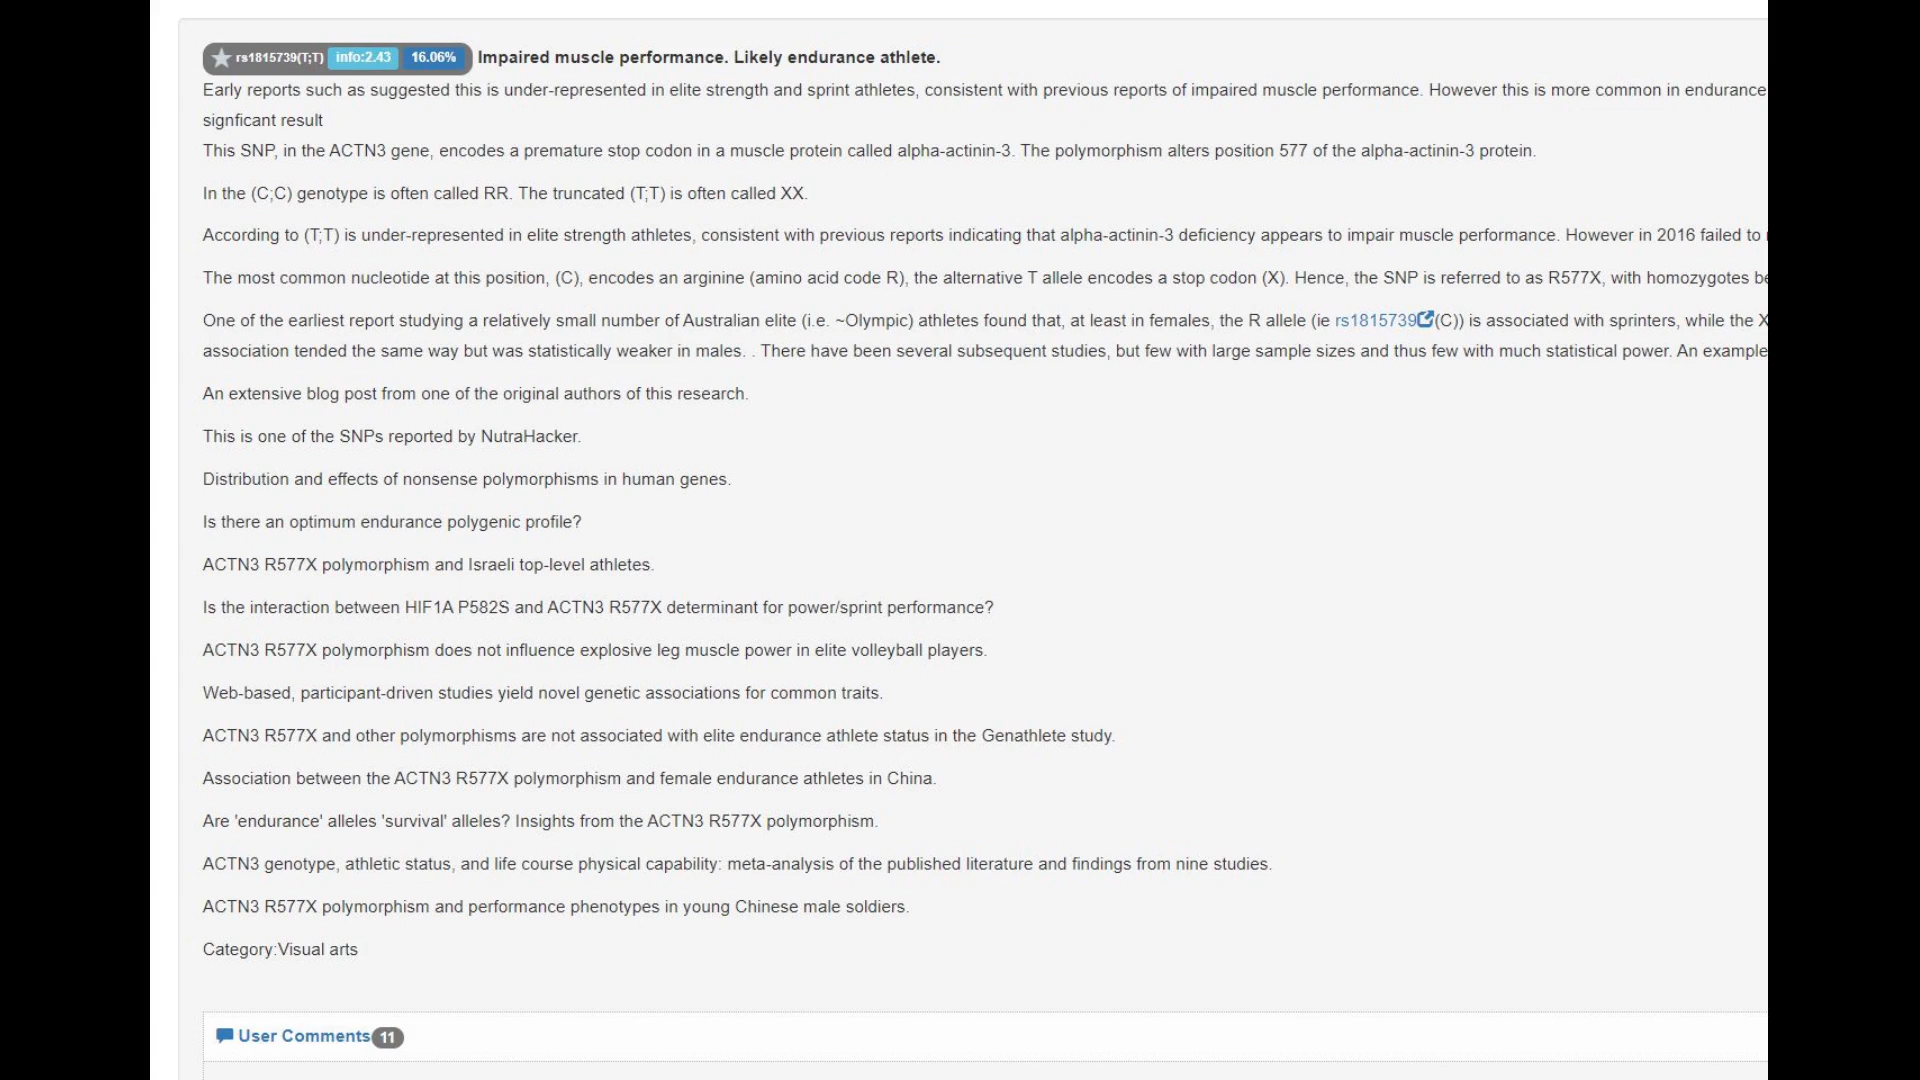 rs1815739(T;T) info:2.43 16.06% Impaired muscle performance. Likely endurance athlete.
Early reports such as suggested this is under-represented in elite strength and sprint athletes, consistent with previous reports of impaired muscle performance. However this is more common in endurance
signficant result
This SNP, in the ACTN3 gene, encodes a premature stop codon in a muscle protein called alpha-actinin-3. The polymorphism alters position 577 of the alpha-actinin-3 protein.
In the (C;C) genotype is often called RR. The truncated (T;T) is often called XX.
According to (T;T) is under-represented in elite strength athletes, consistent with previous reports indicating that alpha-actinin-3 deficiency appears to impair muscle performance. However in 2016 failed to
The most common nucleotide at this position, (C), encodes an arginine (amino acid code R), the alternative T allele encodes a stop codon (X). Hence, the SNP is referred to as R577X, with homozygotes
One of the earliest report studying a relatively small number of Australian elite (i.e. ~Olympic) athletes found that, at least in females, the R allele (ie rs1815739(C)) is associated with sprinters, while the X
association tended the same way but was statistically weaker in males. . There have been several subsequent studies, but few with large sample sizes and thus few with much statistical power. An example
An extensive blog post from one of the original authors of this research.
This is one of the SNPs reported by NutraHacker.
Distribution and effects of nonsense polymorphisms in human genes.
Is there an optimum endurance polygenic profile?
ACTN3 R577X polymorphism and Israeli top-level athletes.
Is the interaction between HIF1A P582S and ACTN3 R577X determinant for power/sprint performance?
ACTN3 R577X polymorphism does not influence explosive leg muscle power in elite volleyball players.
Web-based, participant-driven studies yield novel genetic associations for common traits.
ACTN3 R577X and other polymorphisms are not associated with elite endurance athlete status in the Genathlete study.
Association between the ACTN3 R577X polymorphism and female endurance athletes in China.
Are 'endurance' alleles 'survival' alleles? Insights from the ACTN3 R577X polymorphism.
ACTN3 genotype, athletic status, and life course physical capability: meta-analysis of the published literature and findings from nine studies.
ACTN3 R577X polymorphism and performance phenotypes in young Chinese male soldiers.
Category:Visual arts
User Comments 11